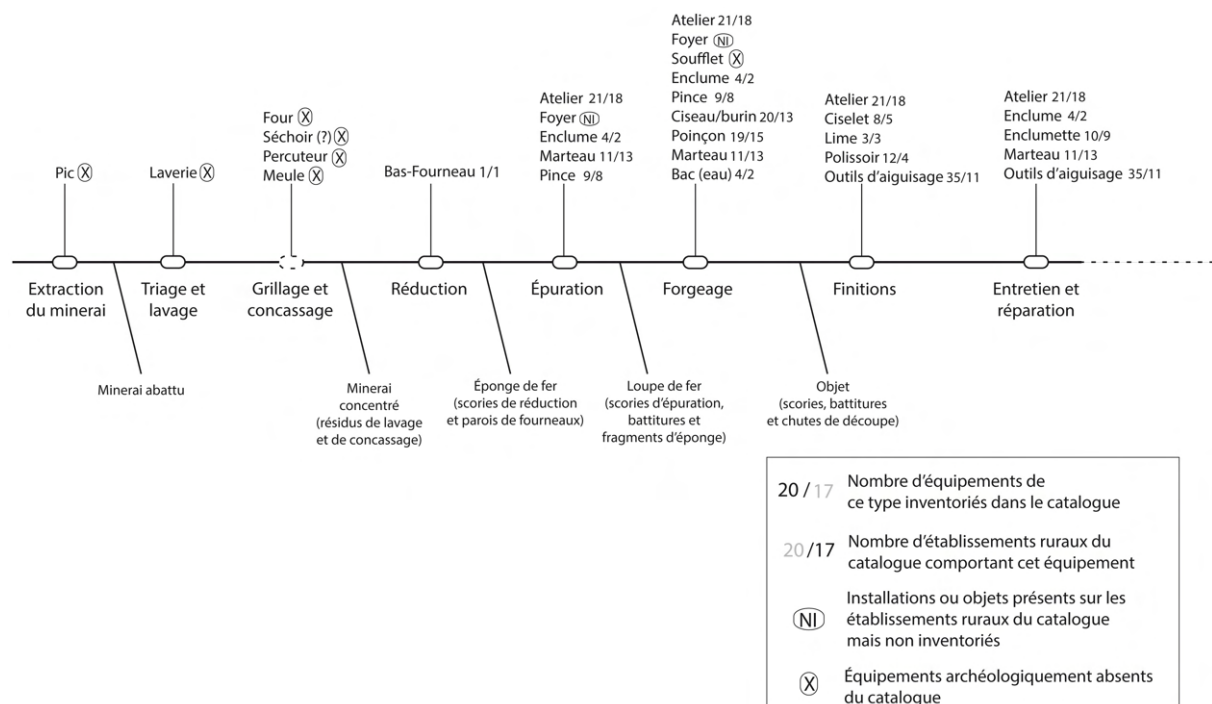 Pic Ⓧ
Laverie Ⓧ
Four Ⓧ
Séchoir (?) Ⓧ
Percuteur Ⓧ
Meule Ⓧ
Bas-Fourneau 1/1
Atelier 21/18
Foyer (NI)
Enclume 4/2
Marteau 11/13
Pince 9/8
Atelier 21/18
Foyer (NI)
Soufflet Ⓧ
Enclume 4/2
Pince 9/8
Ciseau/burin 20/13
Poinçon 19/15
Marteau 11/13
Bac (eau) 4/2
Atelier 21/18
Ciselet 8/5
Lime 3/3
Polissoir 12/4
Outils d'aiguisage 35/11
Atelier 21/18
Enclume 4/2
Enclumette 10/9
Marteau 11/13
Outils d'aiguisage 35/11
Extraction
du minerai
Triage et
lavage
Grillage et
concassage
Réduction
Épuration
Forgeage
Finitions
Entretien et
réparation
Minerai abattu
Minerai
concentré
(résidus de lavage
et de concassage)
Éponge de fer
(scories de réduction
et parois de fourneaux)
Loupe de fer
(scories d'épuration,
battitures et
fragments d'éponge)
Objet
(scories, battitures
et chutes de découpe)
20 / 17 Nombre d'équipements de
ce type inventoriés dans le catalogue
20 /17 Nombre d'établissements ruraux du
catalogue comportant cet équipement
(NI) Installations ou objets présents sur les
établissements ruraux du catalogue
mais non inventoriés
Ⓧ Équipements archéologiquement absents
du catalogue